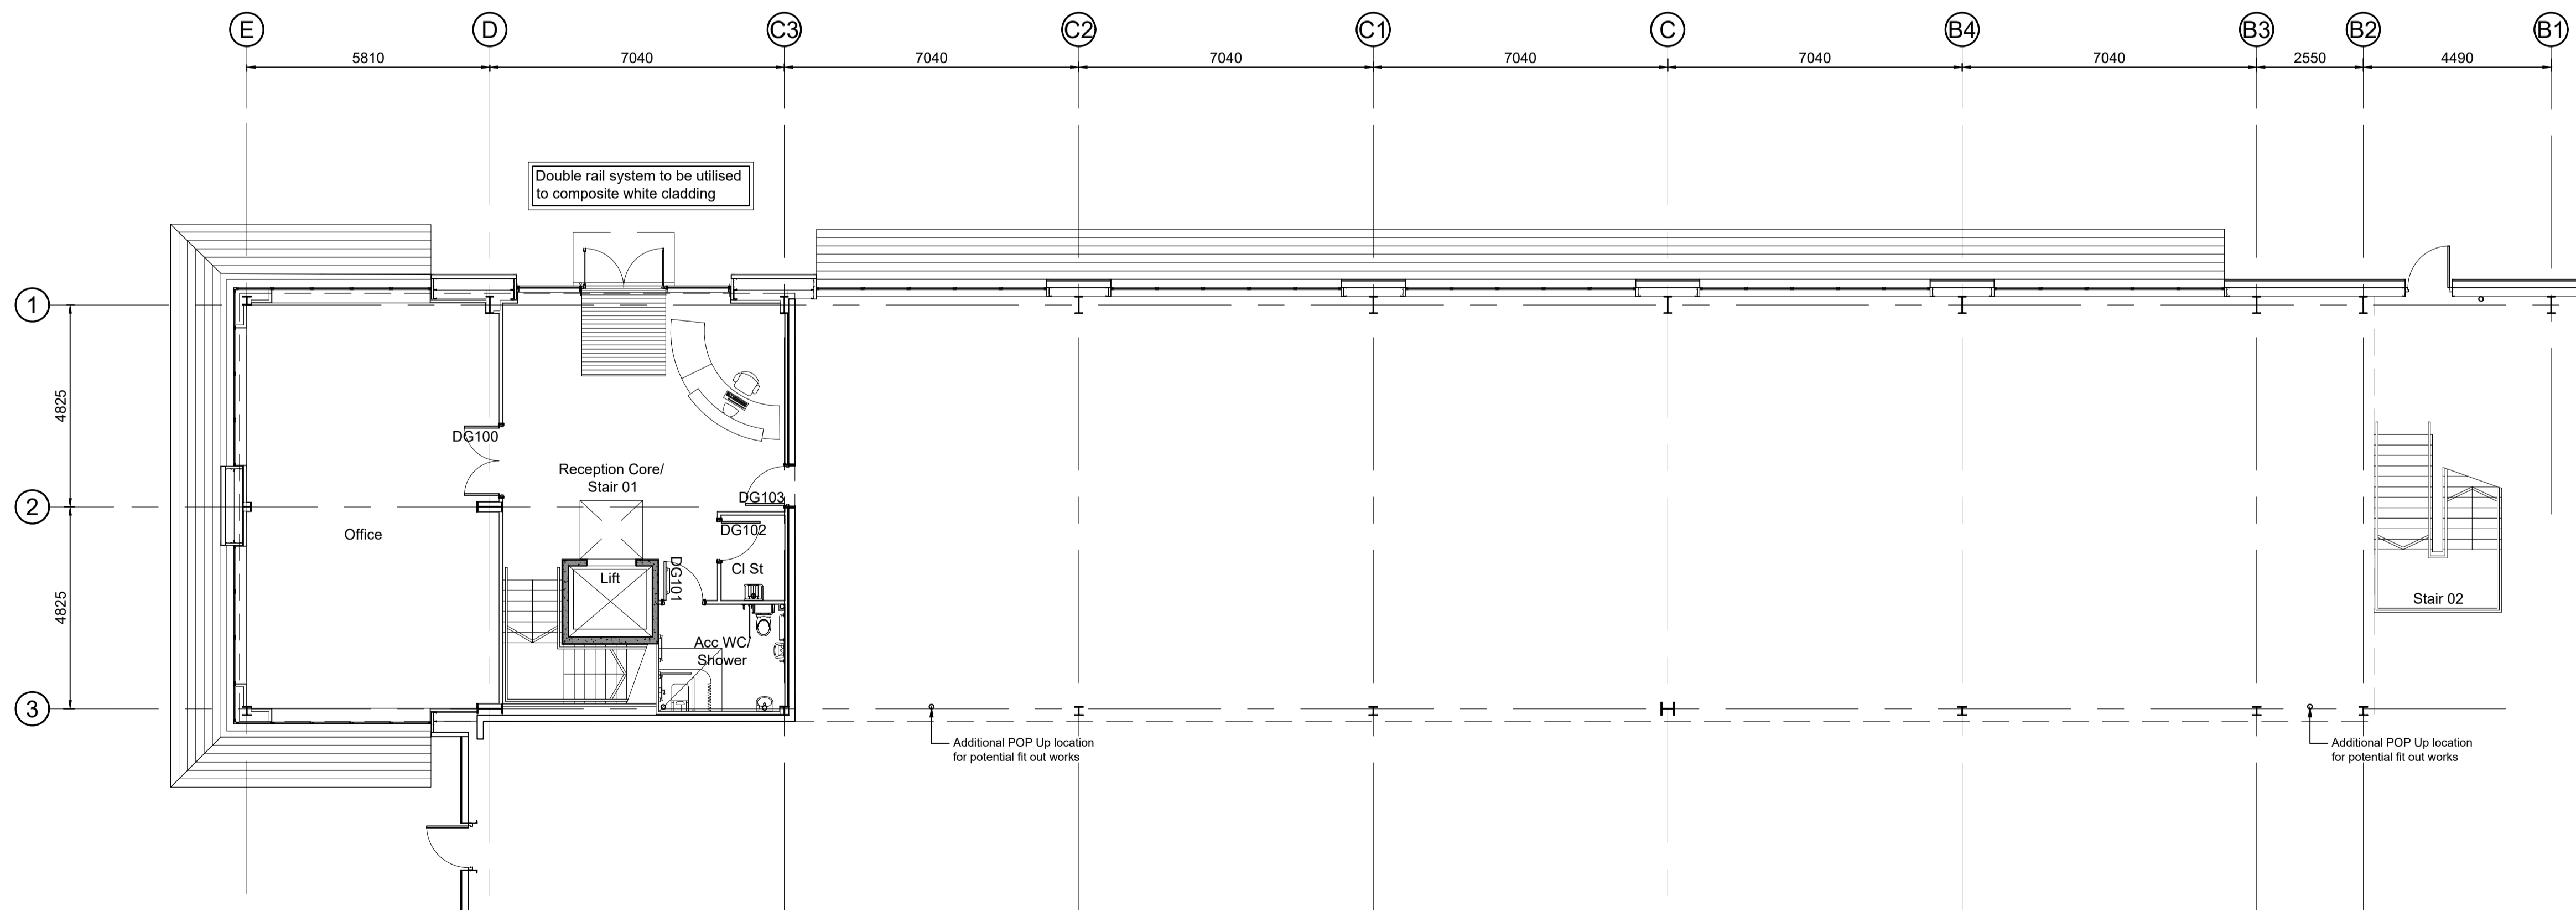 E D C3 C2 C1 C B4 B3 B2 B1
5810 7040 7040 7040 7040 7040 7040 2550 4490
Double rail system to be utilised
to composite white cladding
1
4825
DG100
Reception Core/
Stair 01
DG103
2
DG102
Office
Cl St
Lift
DG101
4825
Stair 02
Acc WC/
Shower
3
Additional POP Up location
for potential fit out works
Additional POP Up location
for potential fit out works